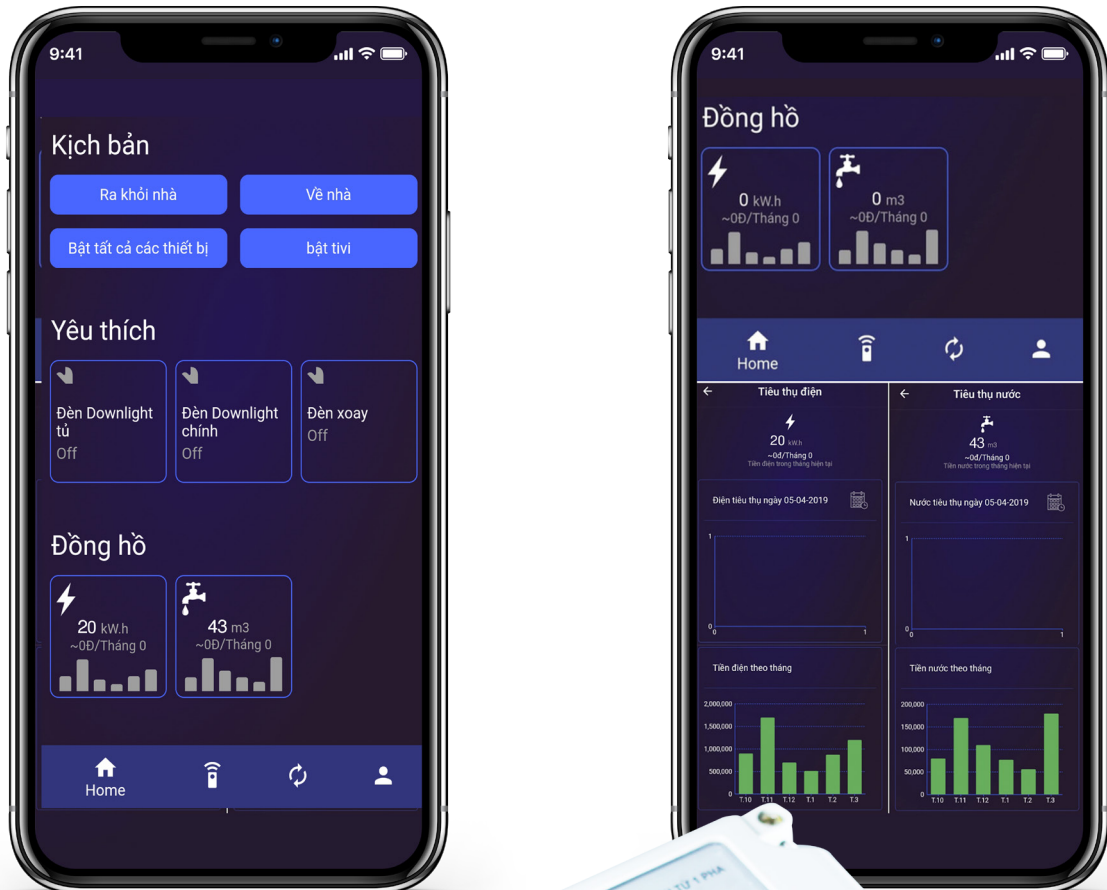 9:41
Kịch bản
Ra khỏi nhà
Về nhà
Bật tất cả các thiết bị
bật tivi
Yêu thích
Đèn Downlight
tủ
Off
Đèn Downlight
chính
Off
Đèn xoay
Off
Đồng hồ
20 kW.h
~0Đ/Tháng 0
43 m3
~0Đ/Tháng 0
Home
9:41
Đồng hồ
0 kW.h
~0Đ/Tháng 0
0 m3
~0Đ/Tháng 0
Home
Tiêu thụ điện
20 kW.h
~0đ/Tháng 0
Tiền điện trong tháng hiện tại
Điện tiêu thụ ngày 05-04-2019
1
0
0 1
Tiền điện theo tháng
2,000,000
1,500,000
1,000,000
500,000
0
T.10 T.11 T.12 T.1 T.2 T.3
Tiêu thụ nước
43 m3
~0đ/Tháng 0
Tiền nước trong tháng hiện tại
Nước tiêu thụ ngày 05-04-2019
1
0
0 1
Tiền nước theo tháng
200,000
150,000
100,000
50,000
0
T.10 T.11 T.12 T.1 T.2 T.3
TỬ 1 PHA